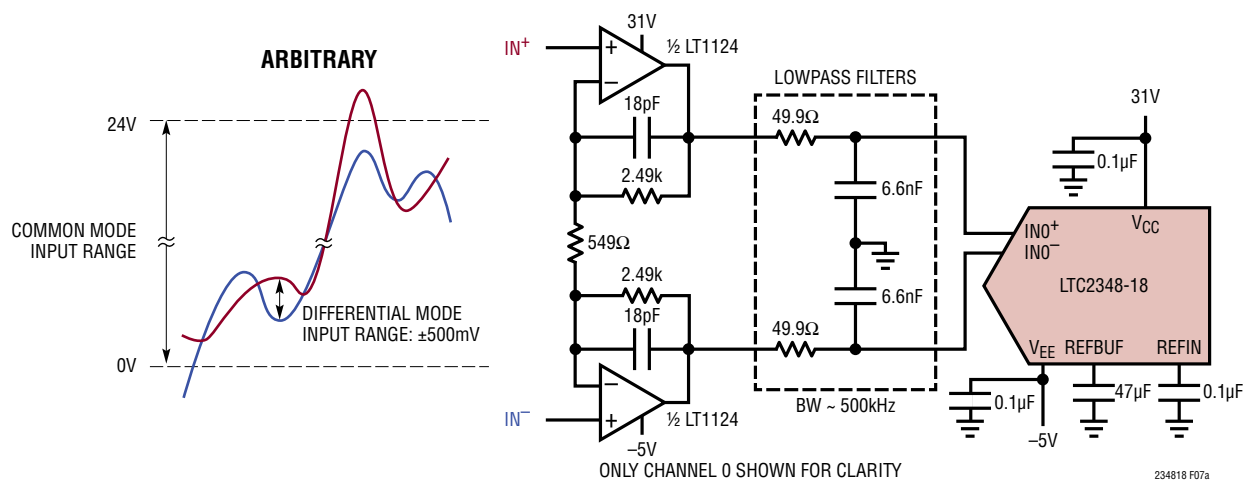 ARBITRARY
24V
COMMON MODE
INPUT RANGE
0V
DIFFERENTIAL MODE
INPUT RANGE: ±500mV
IN+
31V
½ LT1124
+
–
18pF
2.49k
549Ω
2.49k
18pF
–
+
IN–
½ LT1124
–5V
LOWPASS FILTERS
49.9Ω
6.6nF
6.6nF
49.9Ω
BW ~ 500kHz
31V
0.1µF
VCC
IN0+
IN0–
LTC2348-18
VEE REFBUF REFIN
0.1µF
47µF
0.1µF
–5V
ONLY CHANNEL 0 SHOWN FOR CLARITY
234818 F07a